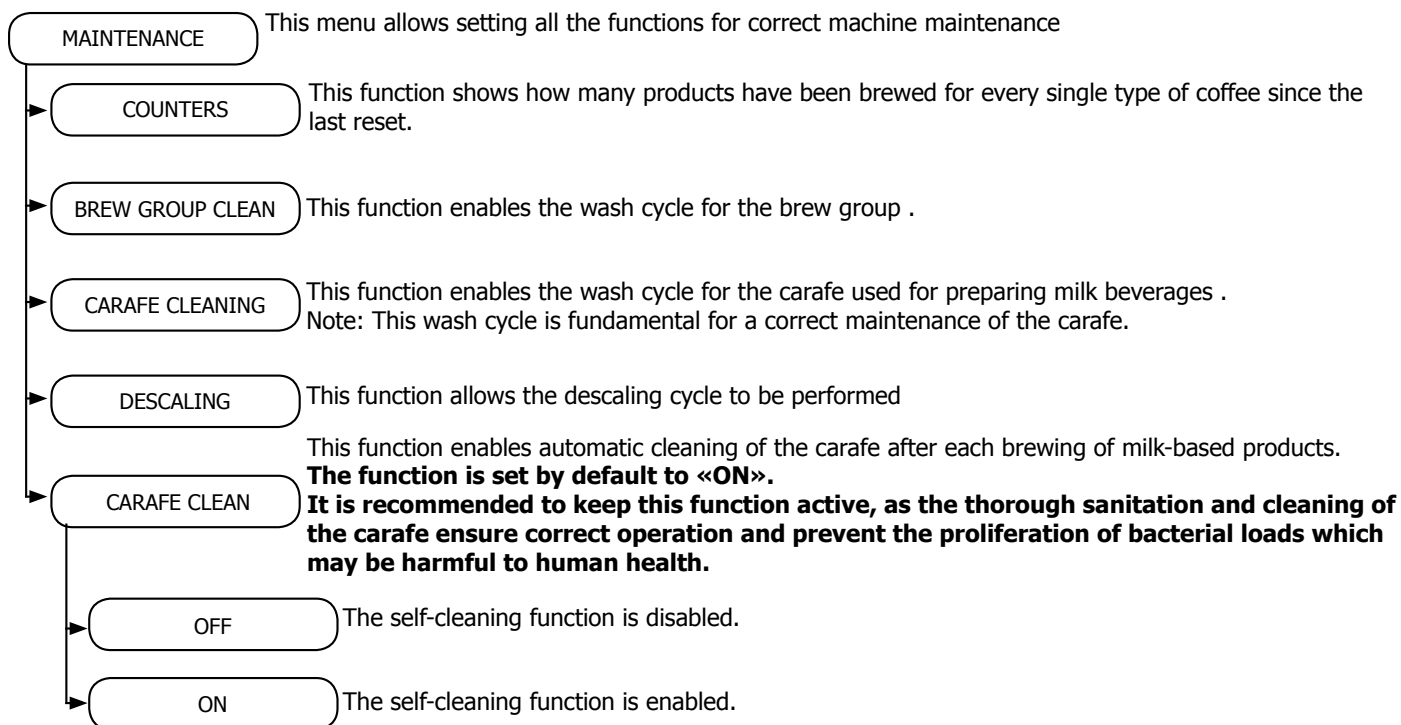 MAINTENANCE
This menu allows setting all the functions for correct machine maintenance
COUNTERS
This function shows how many products have been brewed for every single type of coffee since the
last reset.
BREW GROUP CLEAN
This function enables the wash cycle for the brew group .
CARAFE CLEANING
This function enables the wash cycle for the carafe used for preparing milk beverages .
Note: This wash cycle is fundamental for a correct maintenance of the carafe.
DESCALING
This function allows the descaling cycle to be performed
CARAFE CLEAN
This function enables automatic cleaning of the carafe after each brewing of milk-based products.
The function is set by default to «ON».
It is recommended to keep this function active, as the thorough sanitation and cleaning of
the carafe ensure correct operation and prevent the proliferation of bacterial loads which
may be harmful to human health.
OFF
The self-cleaning function is disabled.
ON
The self-cleaning function is enabled.